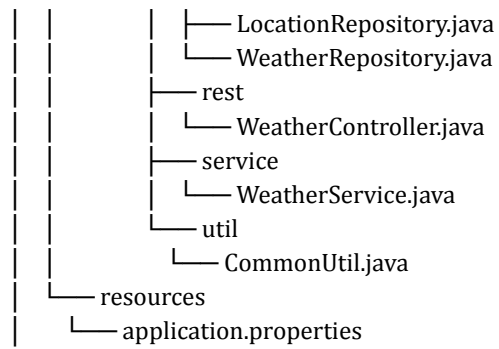 LocationRepository.java
WeatherRepository.java
rest
WeatherController.java
service
WeatherService.java
util
CommonUtil.java
resources
application.properties